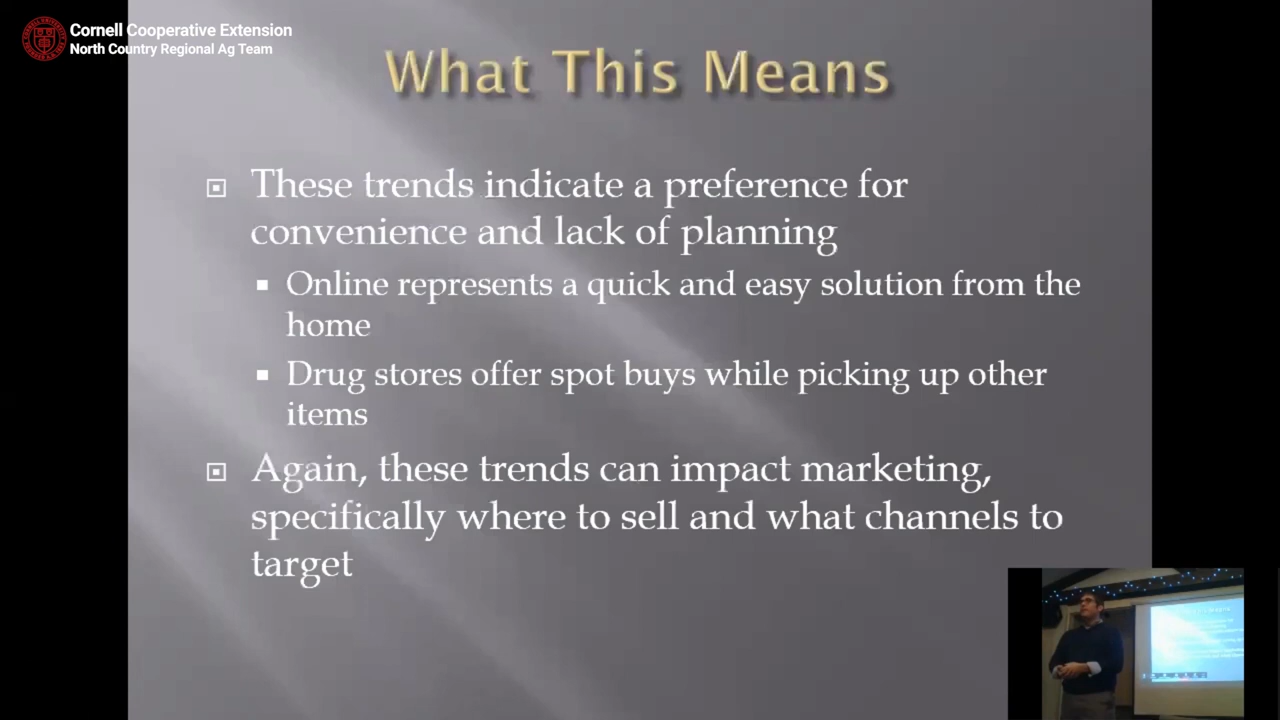 Cornell Cooperative Extension
North Country Regional Ag Team
What This Means
These trends indicate a preference for
convenience and lack of planning
Online represents a quick and easy solution from the
home
Drug stores offer spot buys while picking up other
items
Again, these trends can impact marketing,
specifically where to sell and what channels to
target